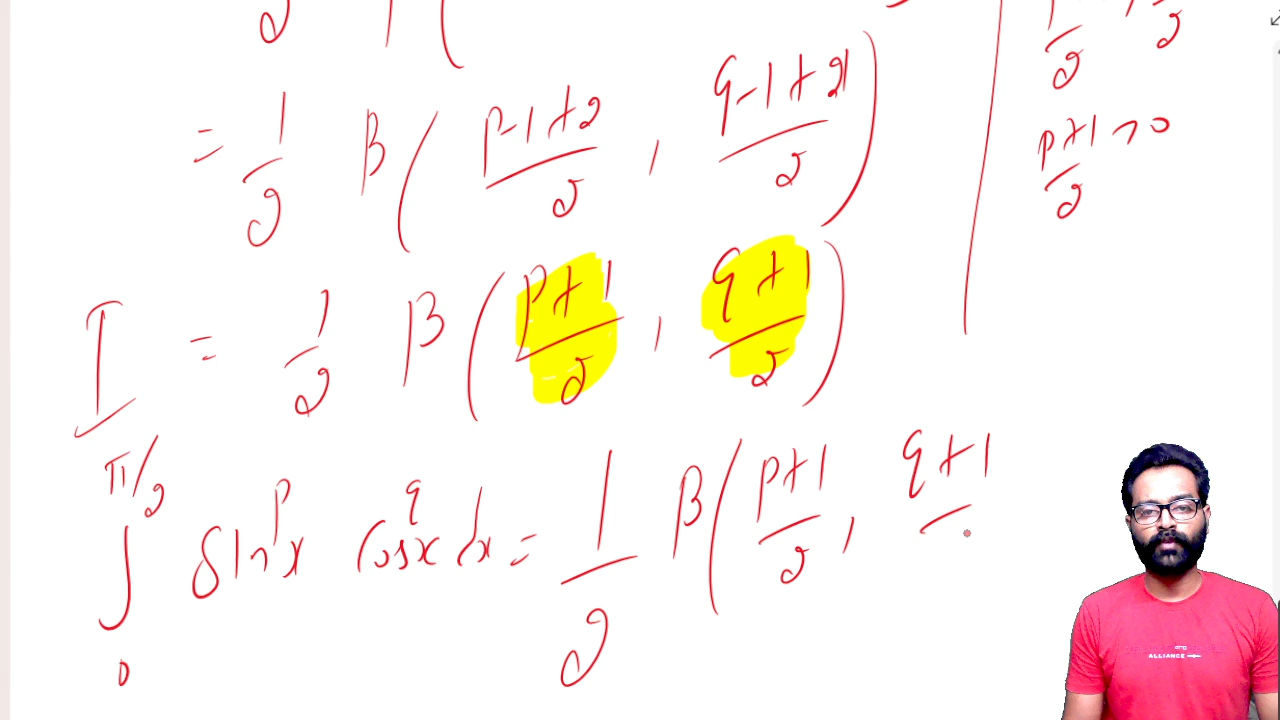 = 1/2 β( (p-1+2)/2 , (q-1+2)/2 )
(p+1)/2 > 0
I = 1/2 β( (p+1)/2 , (q+1)/2 )
∫₀^{π/2} sin^p x cos^q x dx = 1/2 β( (p+1)/2 , (q+1)/
ALLIANCE